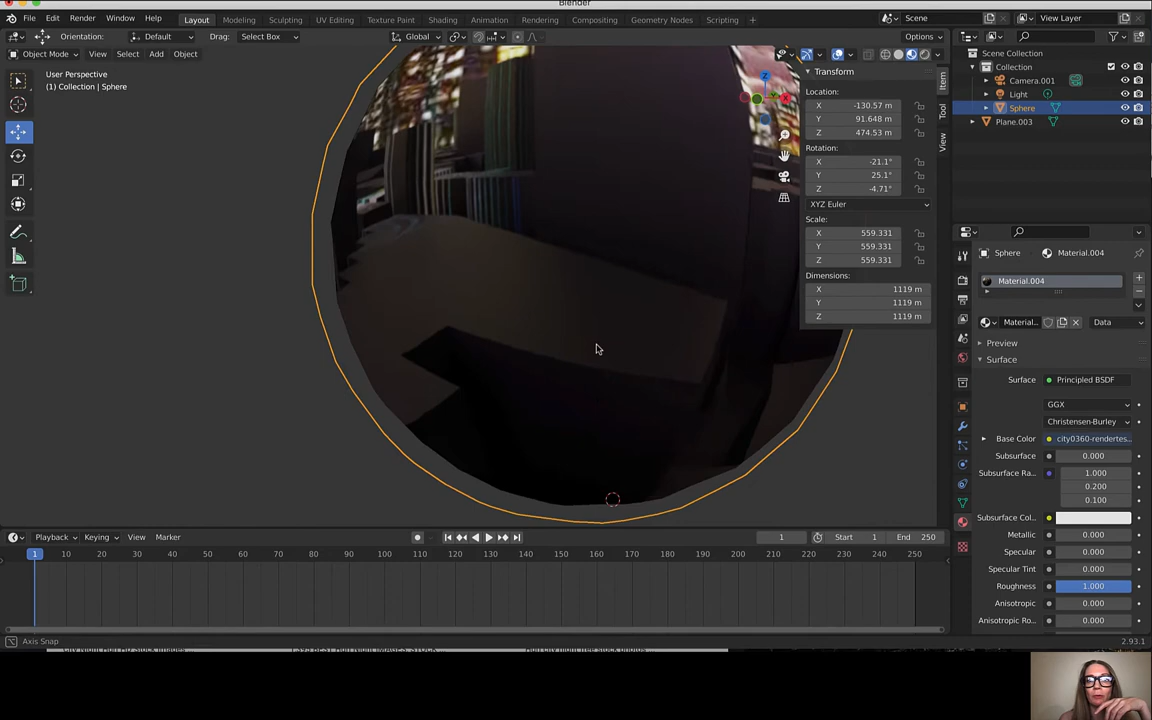 Blender
File Edit Render Window Help Layout Modeling Sculpting UV Editing Texture Paint Shading Animation Rendering Compositing Geometry Nodes Scripting Scene View Layer
Orientation: Default Drag: Select Box Global Options
Object Mode View Select Add Object
User Perspective
(1) Collection | Sphere
Z
Transform
Location:
X -130.57 m
Y 91.648 m
Z 474.53 m
Rotation:
X -21.1°
Y 25.1°
Z -4.71°
XYZ Euler
Scale:
X 559.331
Y 559.331
Z 559.331
Dimensions:
X 1119 m
Y 1119 m
Z 1119 m
Item
Tool
View
Scene Collection
Collection
Camera.001
Light
Sphere
Plane.003
Sphere Material.004
Material.004
Material... Data
Preview
Surface
Surface Principled BSDF
GGX
Christensen-Burley
Base Color city0360-rendertes...
Subsurface 0.000
Subsurface Ra... 1.000
0.200
0.100
Subsurface Col...
Metallic 0.000
Specular 0.000
Specular Tint 0.000
Roughness 1.000
Anisotropic 0.000
Anisotropic Ro... 0.000
Playback Keying View Marker 1 Start 1 End 250
1 10 20 30 40 50 60 70 80 90 100 110 120 130 140 150 160 170 180 190 200 210 220 230 240 250
Axis Snap 2.93.1